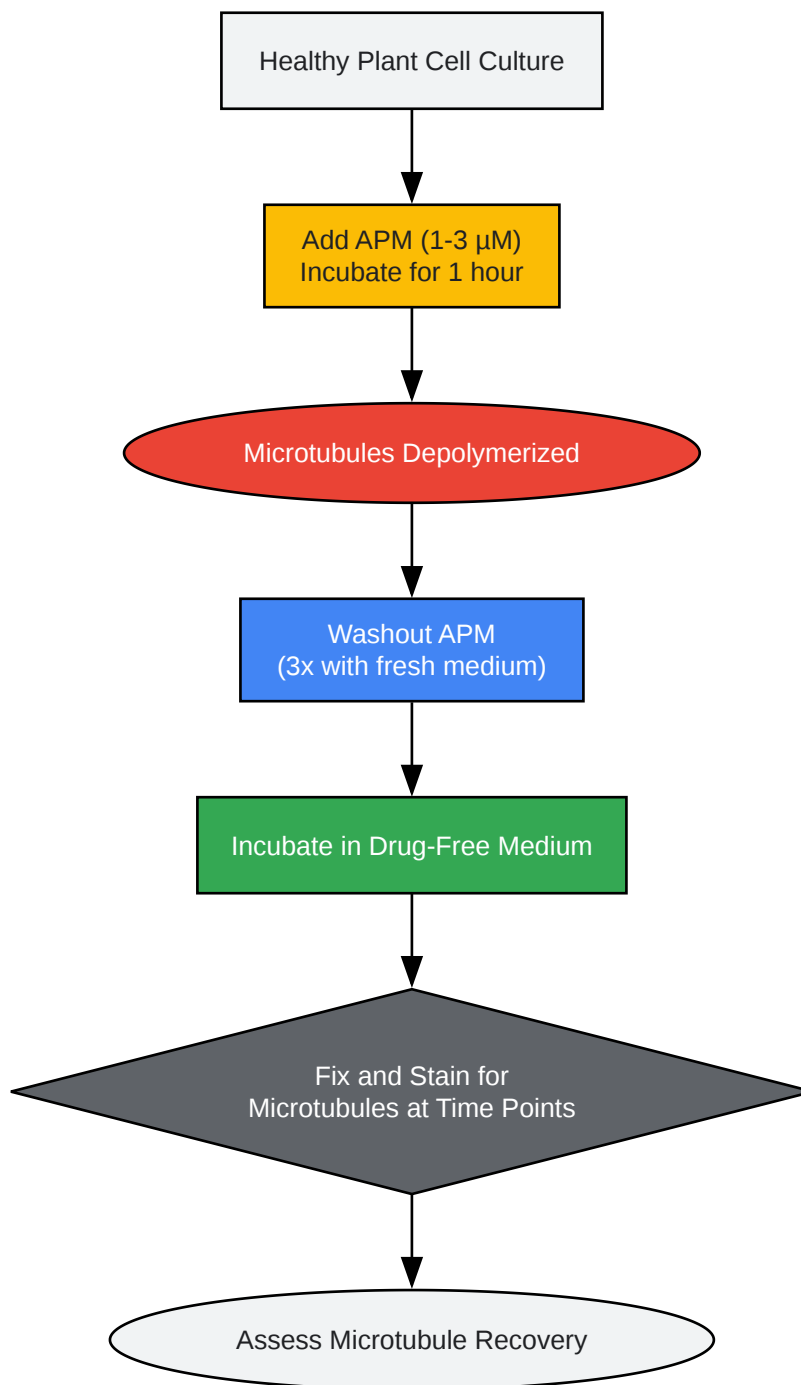 Healthy Plant Cell Culture
Add APM (1-3 µM)
Incubate for 1 hour
Microtubules Depolymerized
Washout APM
(3x with fresh medium)
Incubate in Drug-Free Medium
Fix and Stain for
Microtubules at Time Points
Assess Microtubule Recovery